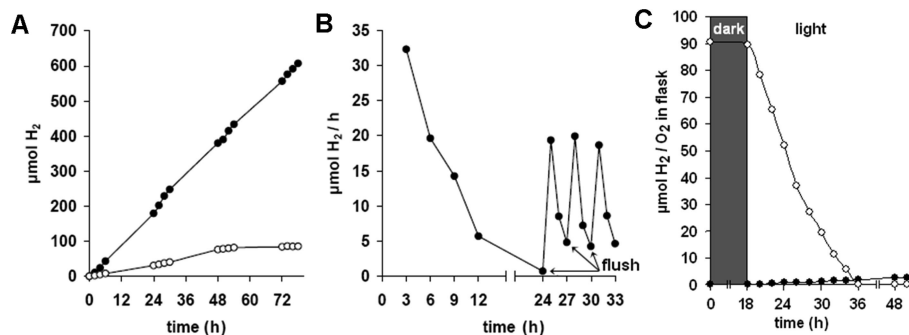 A
700
600
500
400
300
200
100
0
µmol H2
0 12 24 36 48 60 72
time (h)
B
35
30
25
20
15
10
5
0
µmol H2 / h
flush
0 3 6 9 12 24 27 30 33
time (h)
C
100
90
80
70
60
50
40
30
20
10
0
µmol H2 / O2 in flask
dark light
0 18 24 30 36 48
time (h)